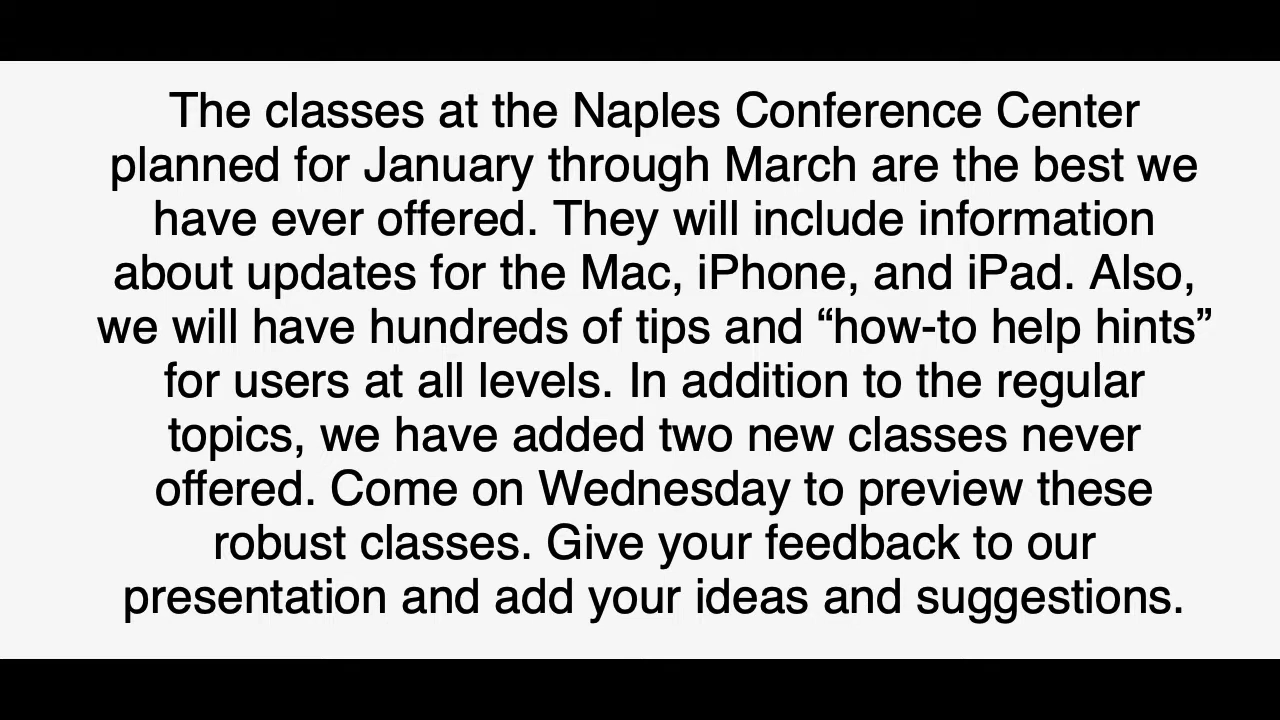 The classes at the Naples Conference Center
planned for January through March are the best we
have ever offered. They will include information
about updates for the Mac, iPhone, and iPad. Also,
we will have hundreds of tips and “how-to help hints”
for users at all levels. In addition to the regular
topics, we have added two new classes never
offered. Come on Wednesday to preview these
robust classes. Give your feedback to our
presentation and add your ideas and suggestions.